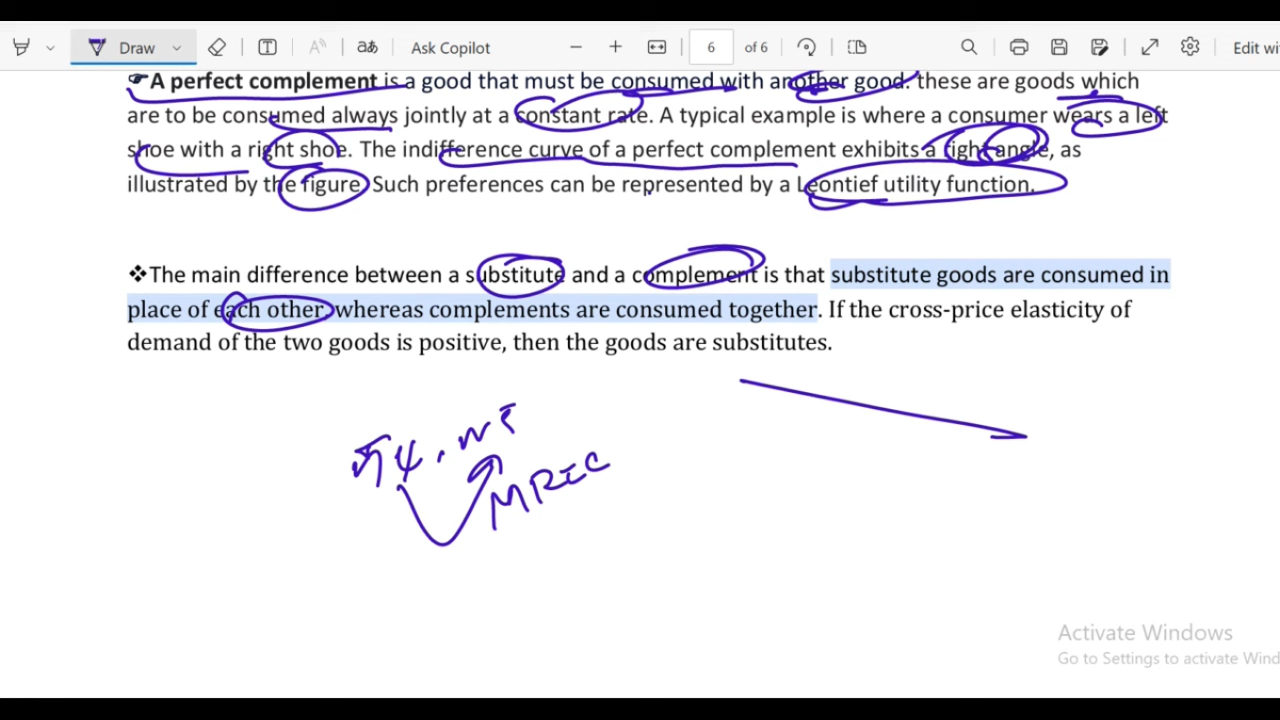 Draw
Ask Copilot
6 of 6
Edit wi
☛A perfect complement is a good that must be consumed with another good. these are goods which
are to be consumed always jointly at a constant rate. A typical example is where a consumer wears a left
shoe with a right shoe. The indifference curve of a perfect complement exhibits a right angle, as
illustrated by the figure. Such preferences can be represented by a Leontief utility function.
❖The main difference between a substitute and a complement is that substitute goods are consumed in
place of each other, whereas complements are consumed together. If the cross-price elasticity of
demand of the two goods is positive, then the goods are substitutes.
Activate Windows
Go to Settings to activate Wind